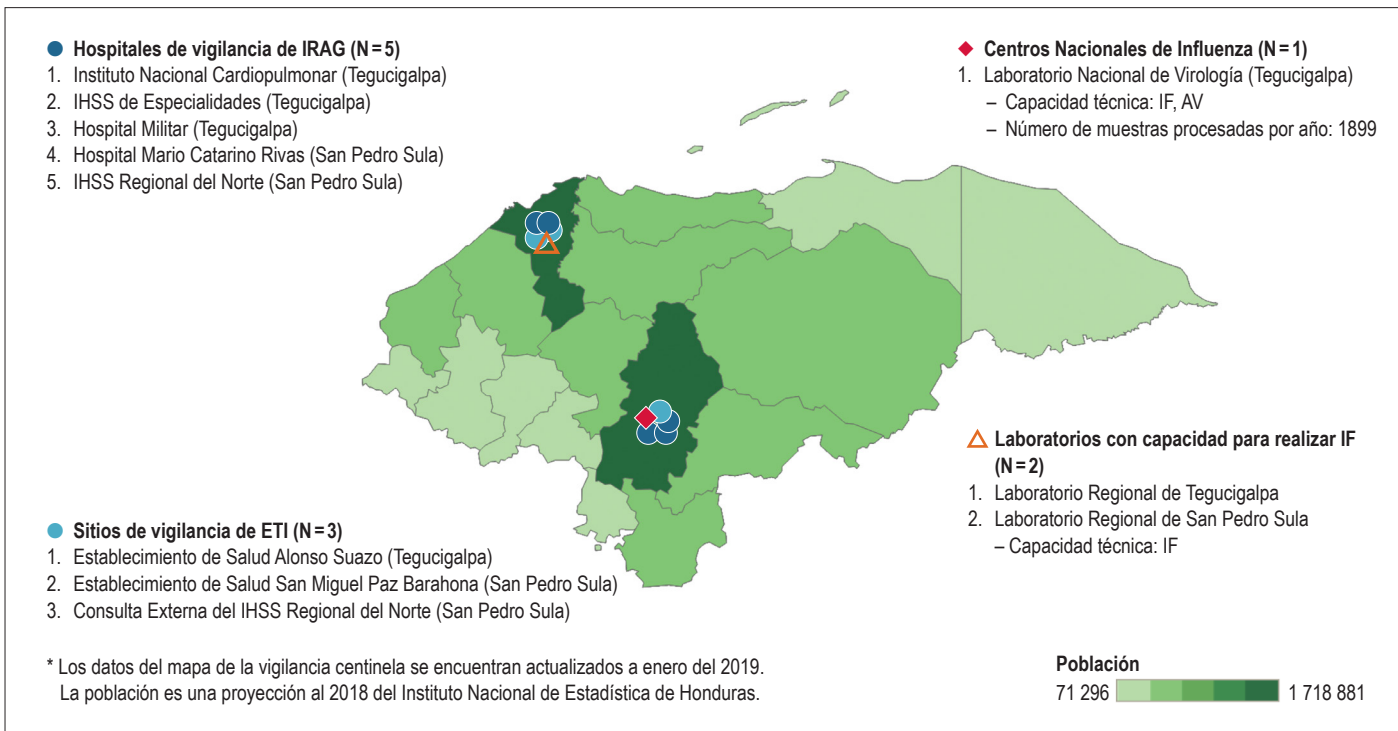 Hospitales de vigilancia de IRAG (N = 5)
1. Instituto Nacional Cardiopulmonar (Tegucigalpa)
2. IHSS de Especialidades (Tegucigalpa)
3. Hospital Militar (Tegucigalpa)
4. Hospital Mario Catarino Rivas (San Pedro Sula)
5. IHSS Regional del Norte (San Pedro Sula)
Centros Nacionales de Influenza (N = 1)
1. Laboratorio Nacional de Virología (Tegucigalpa)
– Capacidad técnica: IF, AV
– Número de muestras procesadas por año: 1899
Laboratorios con capacidad para realizar IF
(N = 2)
1. Laboratorio Regional de Tegucigalpa
2. Laboratorio Regional de San Pedro Sula
– Capacidad técnica: IF
Sitios de vigilancia de ETI (N = 3)
1. Establecimiento de Salud Alonso Suazo (Tegucigalpa)
2. Establecimiento de Salud San Miguel Paz Barahona (San Pedro Sula)
3. Consulta Externa del IHSS Regional del Norte (San Pedro Sula)
* Los datos del mapa de la vigilancia centinela se encuentran actualizados a enero del 2019.
La población es una proyección al 2018 del Instituto Nacional de Estadística de Honduras.
Población
71 296 1 718 881